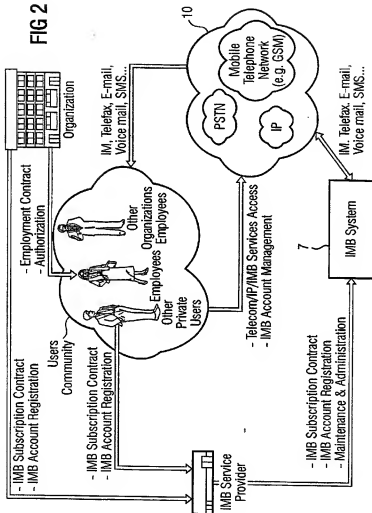 FIG 2
Organization
- IMB Subscription Contract
- IMB Account Registration
- Employment Contract
- Authorization
Users
Community
Other
Organizations
Employees
Employees
Other
Private
Users
- IMB Subscription Contract
- IMB Account Registration
IMB Service
Provider
IM, Telefax, E-mail,
Voice mail, SMS...
10
PSTN
IP
Mobile
Telephone
Network
(e.g. GSM)
- Telecom/IP/IMB Services Access
- IMB Account Management
IM, Telefax, E-mail,
Voice mail, SMS...
7
IMB System
- IMB Subscription Contract
- IMB Account Registration
- Maintenance & Administration